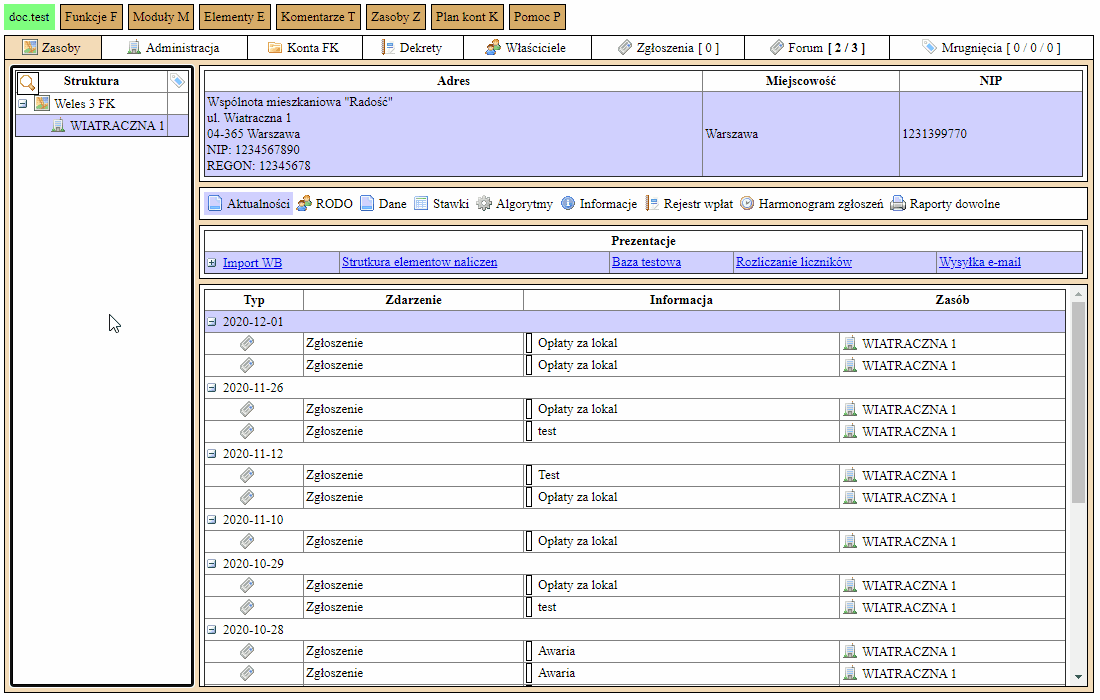 doc.test Funkcje F Moduły M Elementy E Komentarze T Zasoby Z Plan kont K Pomoc P
Zasoby Administracja Konta FK Dekrety Właściciele Zgłoszenia [ 0 ] Forum [ 2 / 3 ] Mrugnięcia [ 0 / 0 / 0 ]
Struktura
Weles 3 FK
WIATRACZNA 1
Adres Miejscowość NIP
Wspólnota mieszkaniowa "Radość"
ul. Wiatraczna 1
04-365 Warszawa
NIP: 1234567890
REGON: 12345678
Warszawa
1231399770
Aktualności RODO Dane Stawki Algorytmy Informacje Rejestr wpłat Harmonogram zgłoszeń Raporty dowolne
Prezentacje
Import WB Strutkura elementow naliczen Baza testowa Rozliczanie liczników Wysyłka e-mail
Typ Zdarzenie Informacja Zasób
2020-12-01
Zgłoszenie Opłaty za lokal WIATRACZNA 1
Zgłoszenie Opłaty za lokal WIATRACZNA 1
2020-11-26
Zgłoszenie Opłaty za lokal WIATRACZNA 1
Zgłoszenie test WIATRACZNA 1
2020-11-12
Zgłoszenie Test WIATRACZNA 1
Zgłoszenie Opłaty za lokal WIATRACZNA 1
2020-11-10
Zgłoszenie Opłaty za lokal WIATRACZNA 1
2020-10-29
Zgłoszenie Opłaty za lokal WIATRACZNA 1
Zgłoszenie test WIATRACZNA 1
2020-10-28
Zgłoszenie Awaria WIATRACZNA 1
Zgłoszenie Awaria WIATRACZNA 1